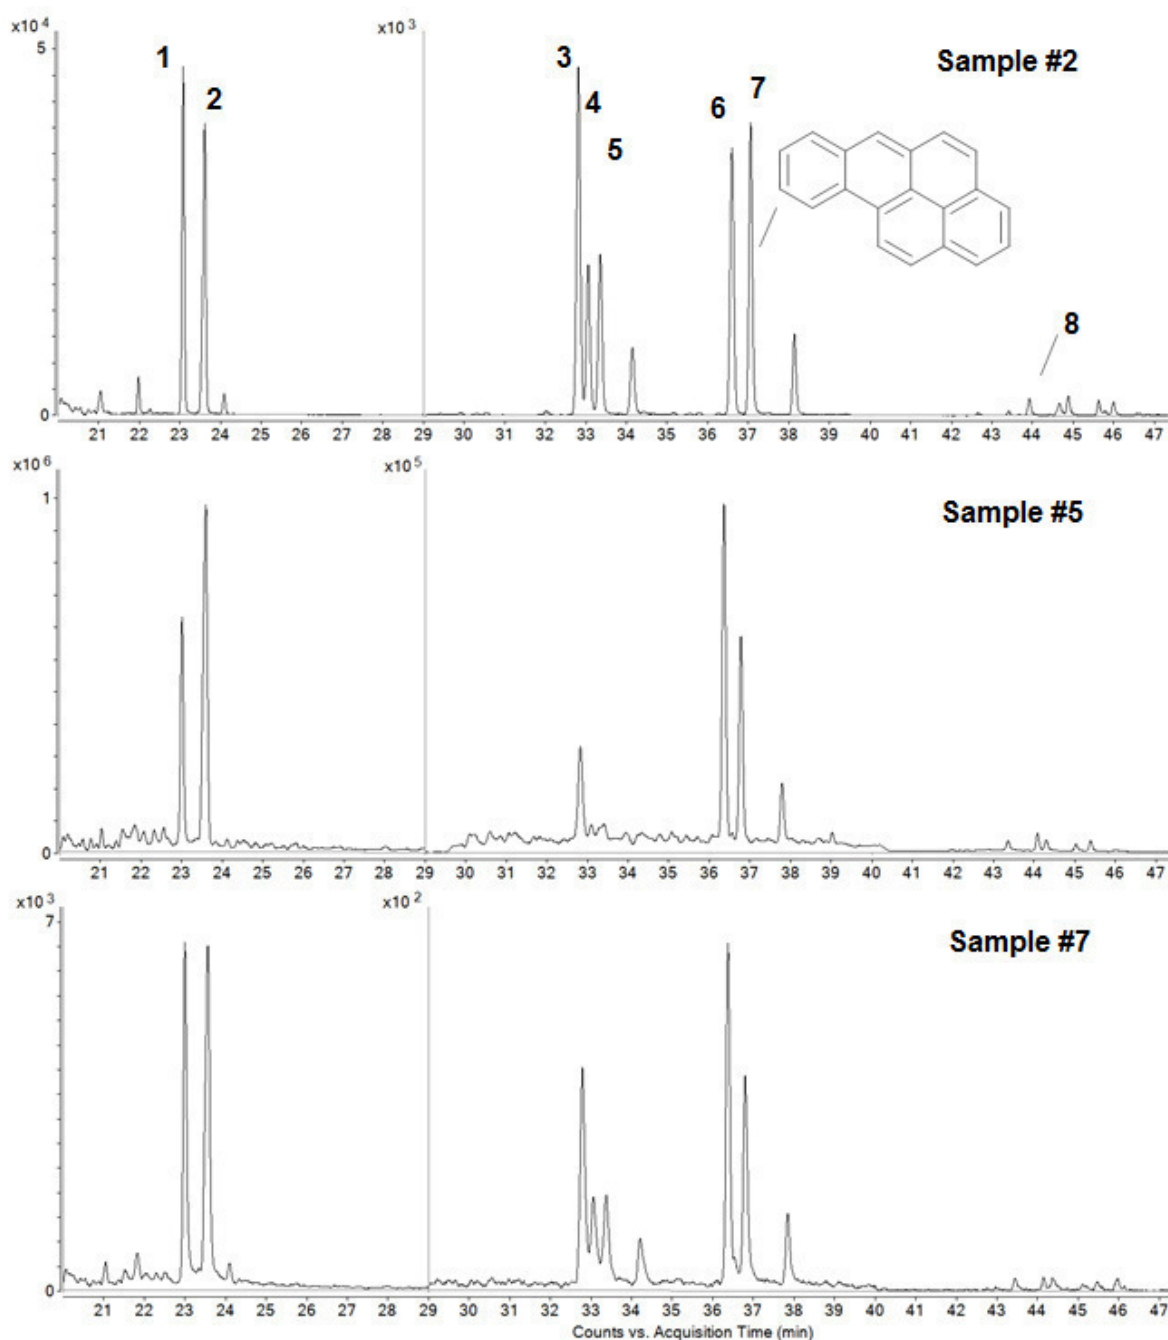 x10 4 x10 3
5
1 2 3 4 5 6 7 8
Sample #2
0
21 22 23 24 25 26 27 28 29 30 31 32 33 34 35 36 37 38 39 40 41 42 43 44 45 46 47
x10 6 x10 5
1
Sample #5
0
21 22 23 24 25 26 27 28 29 30 31 32 33 34 35 36 37 38 39 40 41 42 43 44 45 46 47
x10 3 x10 2
7
Sample #7
0
21 22 23 24 25 26 27 28 29 30 31 32 33 34 35 36 37 38 39 40 41 42 43 44 45 46 47
Counts vs. Acquisition Time (min)